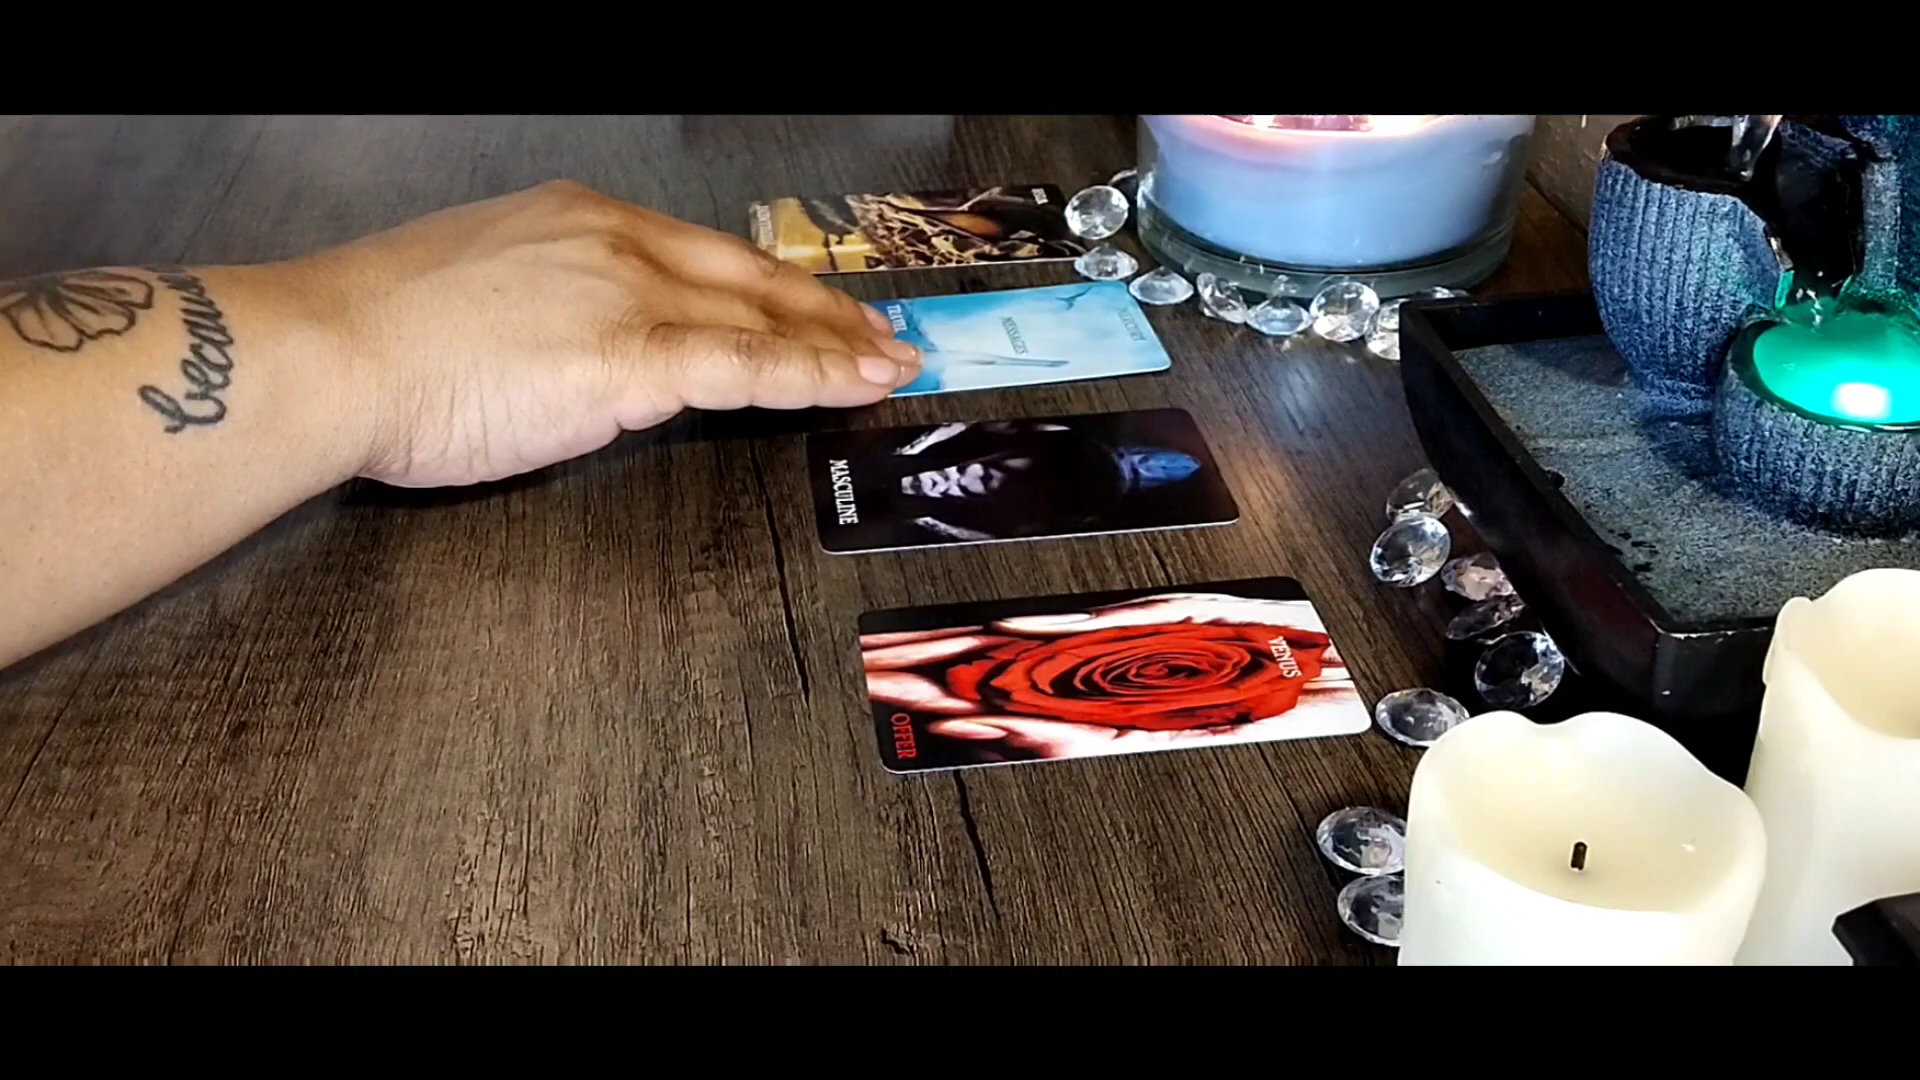 because
TRAVEL
MESSAGES
MERCURY
MASCULINE
VENUS
OFFER